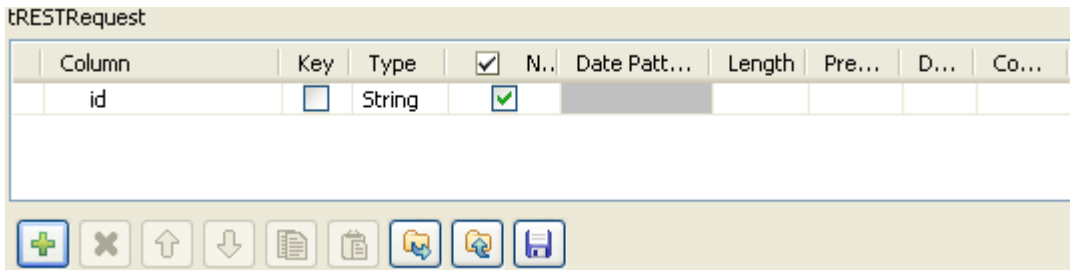 tRESTRequest
Column Key Type N... Date Patt... Length Pre... D... Co...
id String